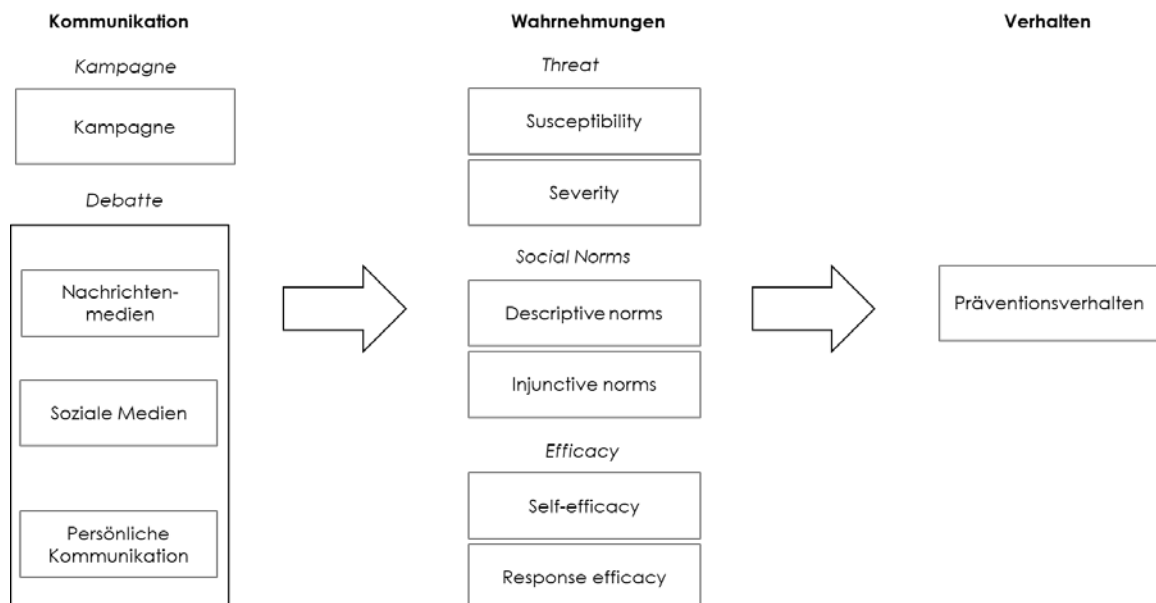 Kommunikation
Kampagne
Kampagne
Debatte
Nachrichten-
medien
Soziale Medien
Persönliche
Kommunikation
Wahrnehmungen
Threat
Susceptibility
Severity
Social Norms
Descriptive norms
Injunctive norms
Efficacy
Self-efficacy
Response efficacy
Verhalten
Präventionsverhalten